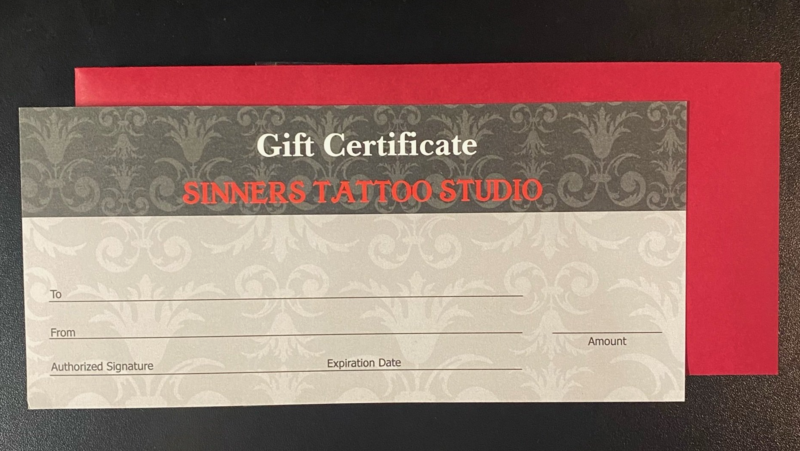 Gift Certificate
SINNERS TATTOO STUDIO
To
From
Amount
Authorized Signature Expiration Date